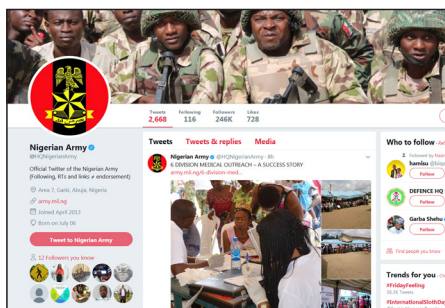 Tweets Following Followers Likes
2,668 116 246K 728
Nigerian Army
@HQNigerianArmy
Official Twitter of the Nigerian Army
(Following, RTs and links ≠ endorsement)
Area 7, Garki, Abuja, Nigeria
army.mil.ng
Joined April 2013
Born on July 06
Tweet to Nigerian Army
12 Followers you know
Tweets Tweets & replies Media
Nigerian Army @HQNigerianArmy · 8h
6 DIVISION MEDICAL OUTREACH – A SUCCESS STORY
army.mil.ng/6-division-med...
Who to follow
hamisu
Follow
DEFENCE HQ
Follow
Garba Shehu
Follow
Find people you know
Trends for you
#FridayFeeling
#InternationalSlothDa